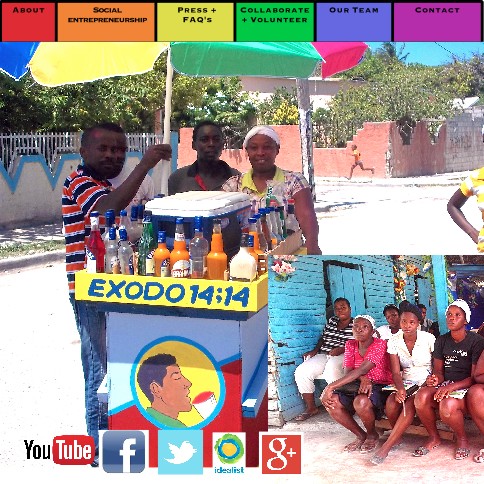 About
Social
entrepreneurship
Press +
FAQ's
Collaborate
+ Volunteer
Our Team
Contact
EXODO 14:14
YouTube
f
idealist
g+